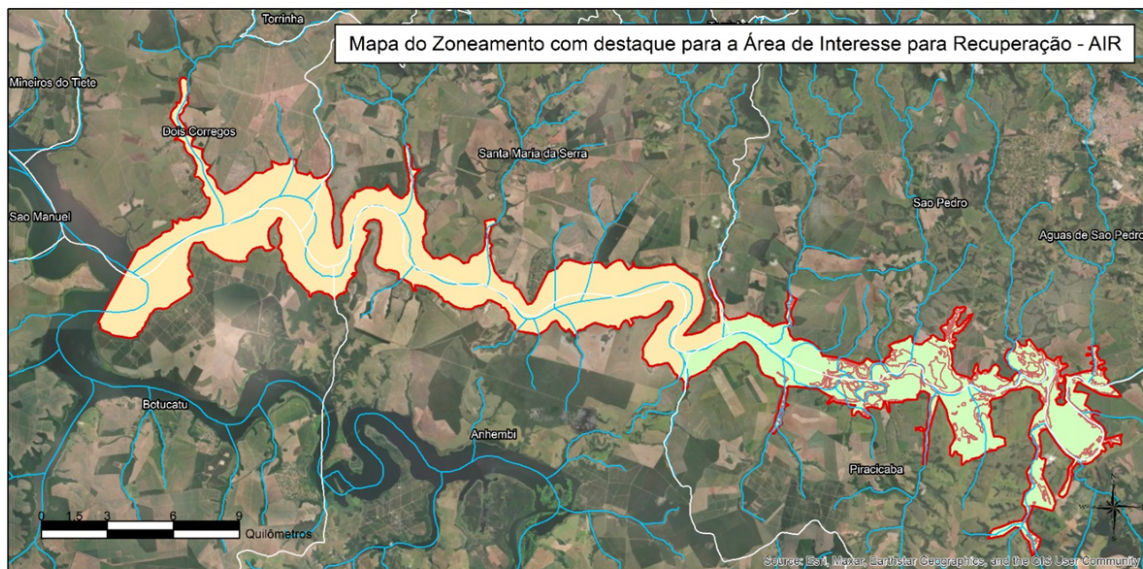 Torrinha
Mapa do Zoneamento com destaque para a Área de Interesse para Recuperação - AIR
Mineiros do Tiete
Dois Corregos
Santa Maria da Serra
Sao Manuel
Sao Pedro
Aguas de Sao Pedro
Botucatu
Anhembi
Piracicaba
0 1,5 3 6 9
Quilômetros
Source: Esri, Maxar, Earthstar Geographics, and the GIS User Community